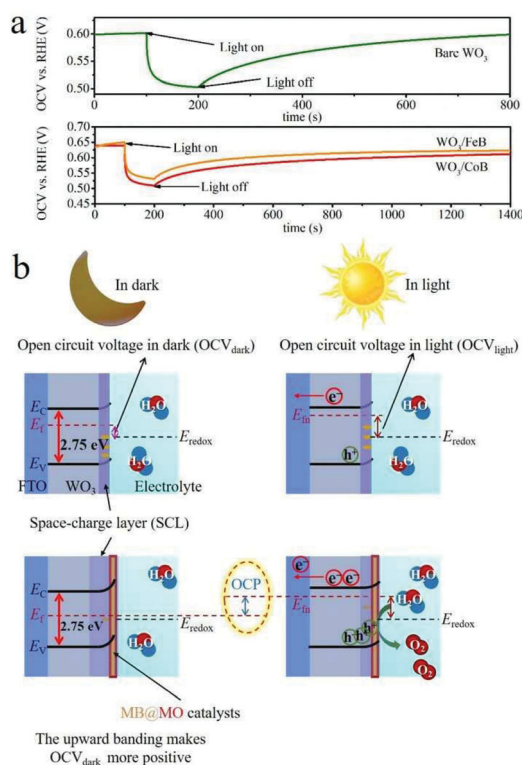 a
OCV vs. RHE (V)
0.60
0.55
0.50
Light on
Light off
Bare WO3
0 200 400 600 800
time (s)
OCV vs. RHE (V)
0.70
0.65
0.60
0.55
0.50
0.45
Light on
Light off
WO3/FeB
WO3/CoB
0 200 400 600 800 1000 1200 1400
time (s)
b
In dark
In light
Open circuit voltage in dark (OCVdark)
Open circuit voltage in light (OCVlight)
EC
Ef
2.75 eV
EV
H2O
H2O
Eredox
FTO WO3 Electrolyte
e−
Efn
h+
H2O
H2O
Eredox
Space-charge layer (SCL)
EC
Ef
2.75 eV
EV
H2O
H2O
Eredox
OCP
e−
e− e−
Efn
h+ h+ h+
H2O
H2O
Eredox
O2
O2
MB@MO catalysts
The upward banding makes
OCVdark more positive